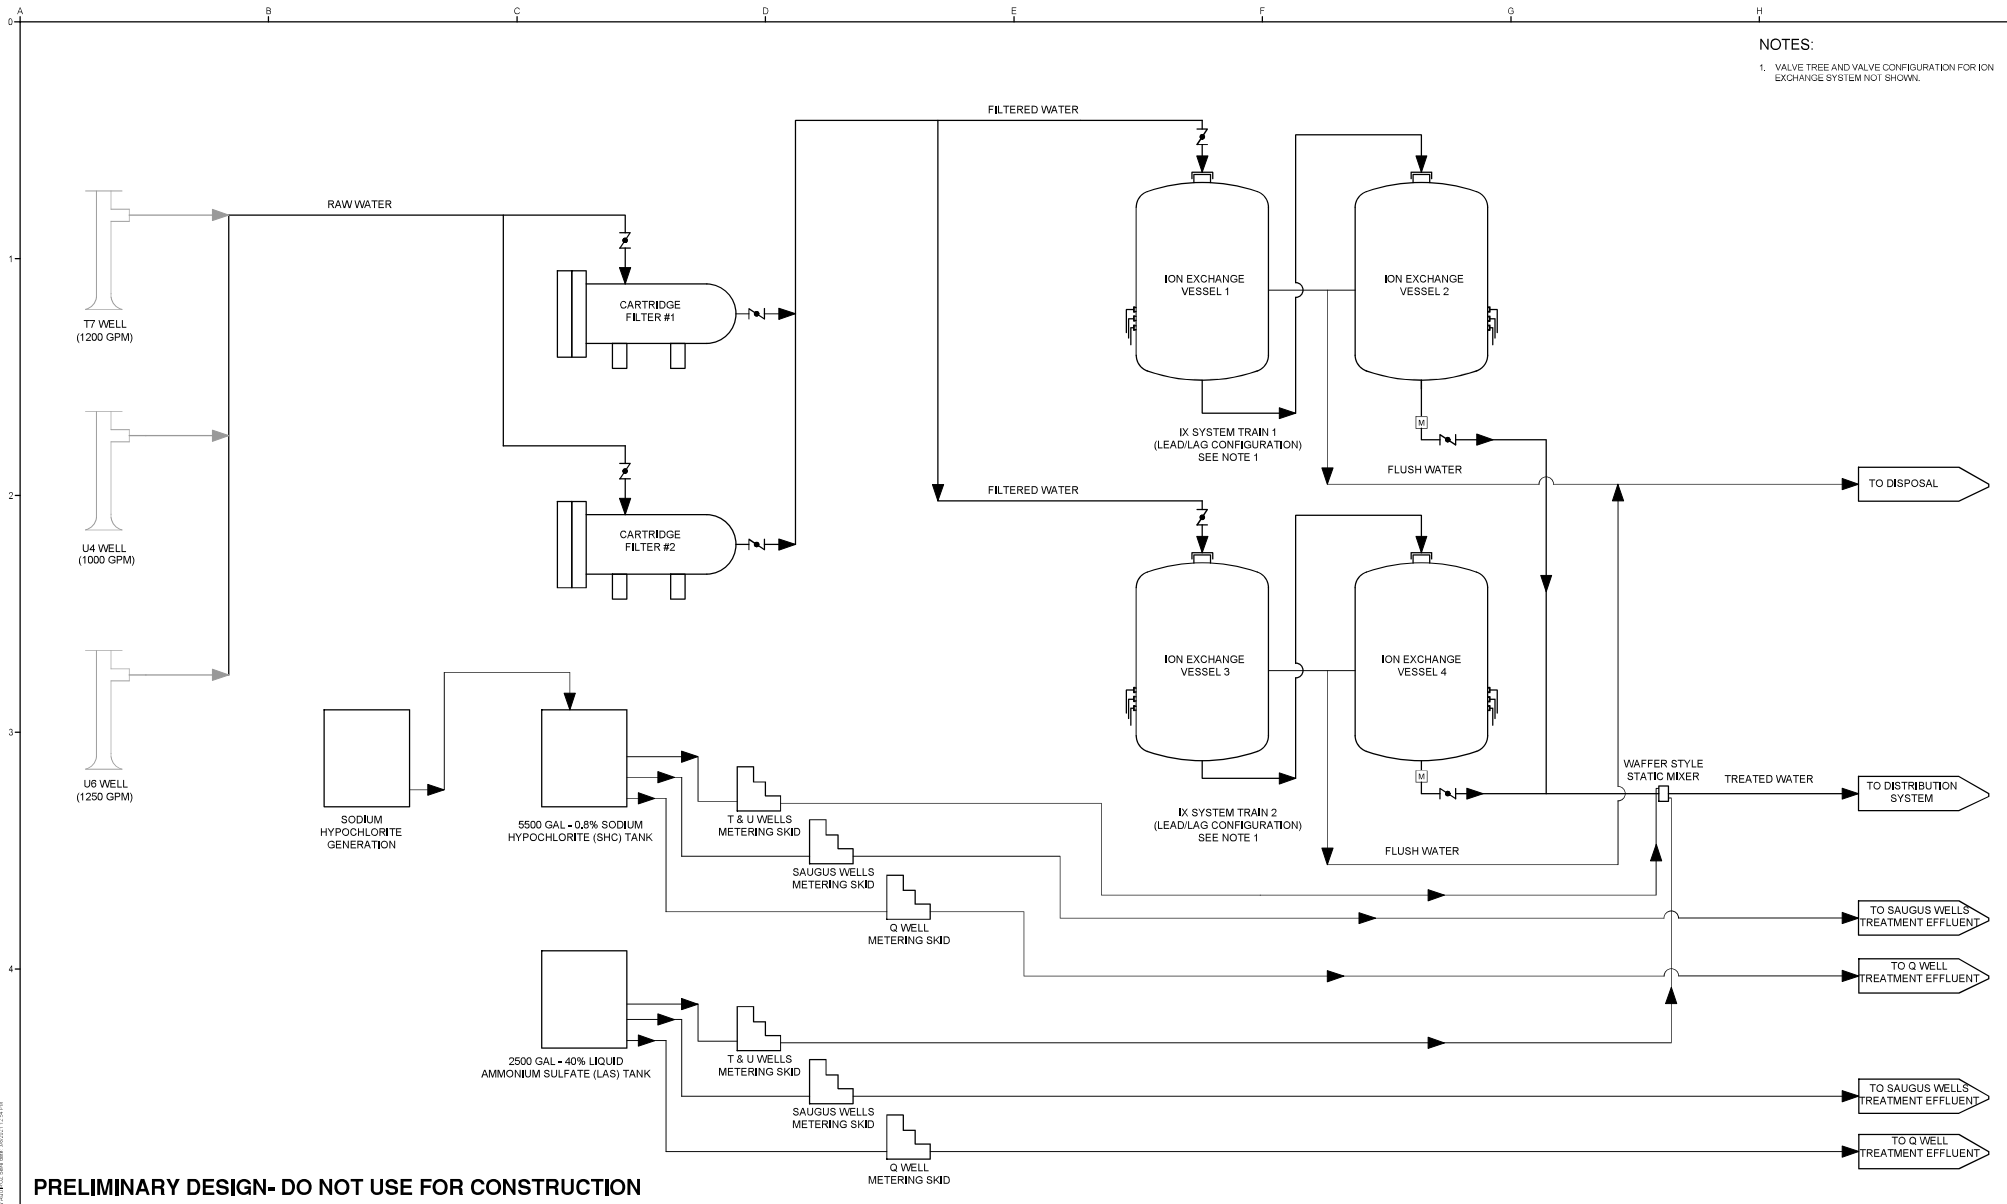 A
B
C
D
E
F
G
H
0
1
2
3
4
NOTES:
1. VALVE TREE AND VALVE CONFIGURATION FOR ION
EXCHANGE SYSTEM NOT SHOWN.
FILTERED WATER
RAW WATER
T7 WELL
(1200 GPM)
CARTRIDGE
FILTER #1
ION EXCHANGE
VESSEL 1
ION EXCHANGE
VESSEL 2
M
IX SYSTEM TRAIN 1
(LEAD/LAG CONFIGURATION)
SEE NOTE 1
FLUSH WATER
TO DISPOSAL
FILTERED WATER
U4 WELL
(1000 GPM)
CARTRIDGE
FILTER #2
ION EXCHANGE
VESSEL 3
ION EXCHANGE
VESSEL 4
M
U6 WELL
(1250 GPM)
WAFFER STYLE
STATIC MIXER
TREATED WATER
TO DISTRIBUTION
SYSTEM
SODIUM
HYPOCHLORITE
GENERATION
5500 GAL - 0.8% SODIUM
HYPOCHLORITE (SHC) TANK
T & U WELLS
METERING SKID
IX SYSTEM TRAIN 2
(LEAD/LAG CONFIGURATION)
SEE NOTE 1
FLUSH WATER
SAUGUS WELLS
METERING SKID
Q WELL
METERING SKID
TO SAUGUS WELLS
TREATMENT EFFLUENT
TO Q WELL
TREATMENT EFFLUENT
2500 GAL - 40% LIQUID
AMMONIUM SULFATE (LAS) TANK
T & U WELLS
METERING SKID
SAUGUS WELLS
METERING SKID
Q WELL
METERING SKID
TO SAUGUS WELLS
TREATMENT EFFLUENT
TO Q WELL
TREATMENT EFFLUENT
PRELIMINARY DESIGN- DO NOT USE FOR CONSTRUCTION